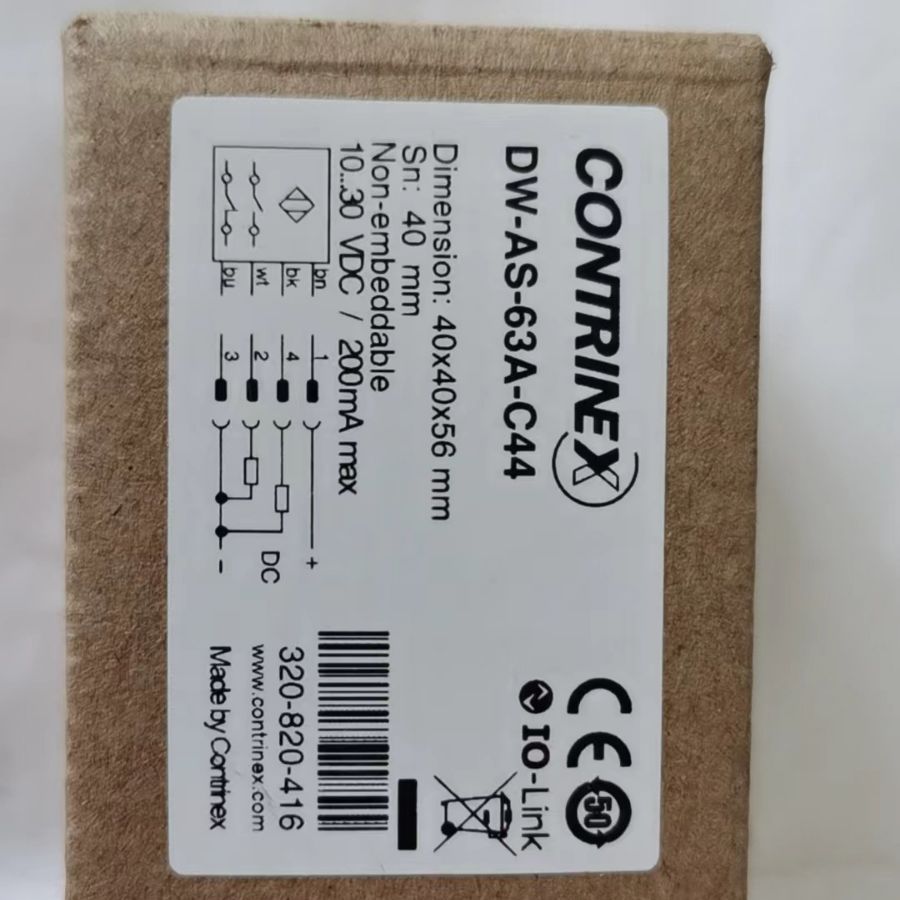 CONTRINEX
DW-AS-63A-C44
Dimension: 40x40x56 mm
Sn: 40 mm
Non-embeddable
10...30 VDC / 200mA max
bn 1 +
bk 4
wt 2 DC
bu 3 -
CE 50
IO-Link
320-820-416
www.contrinex.com
Made by Contrinex